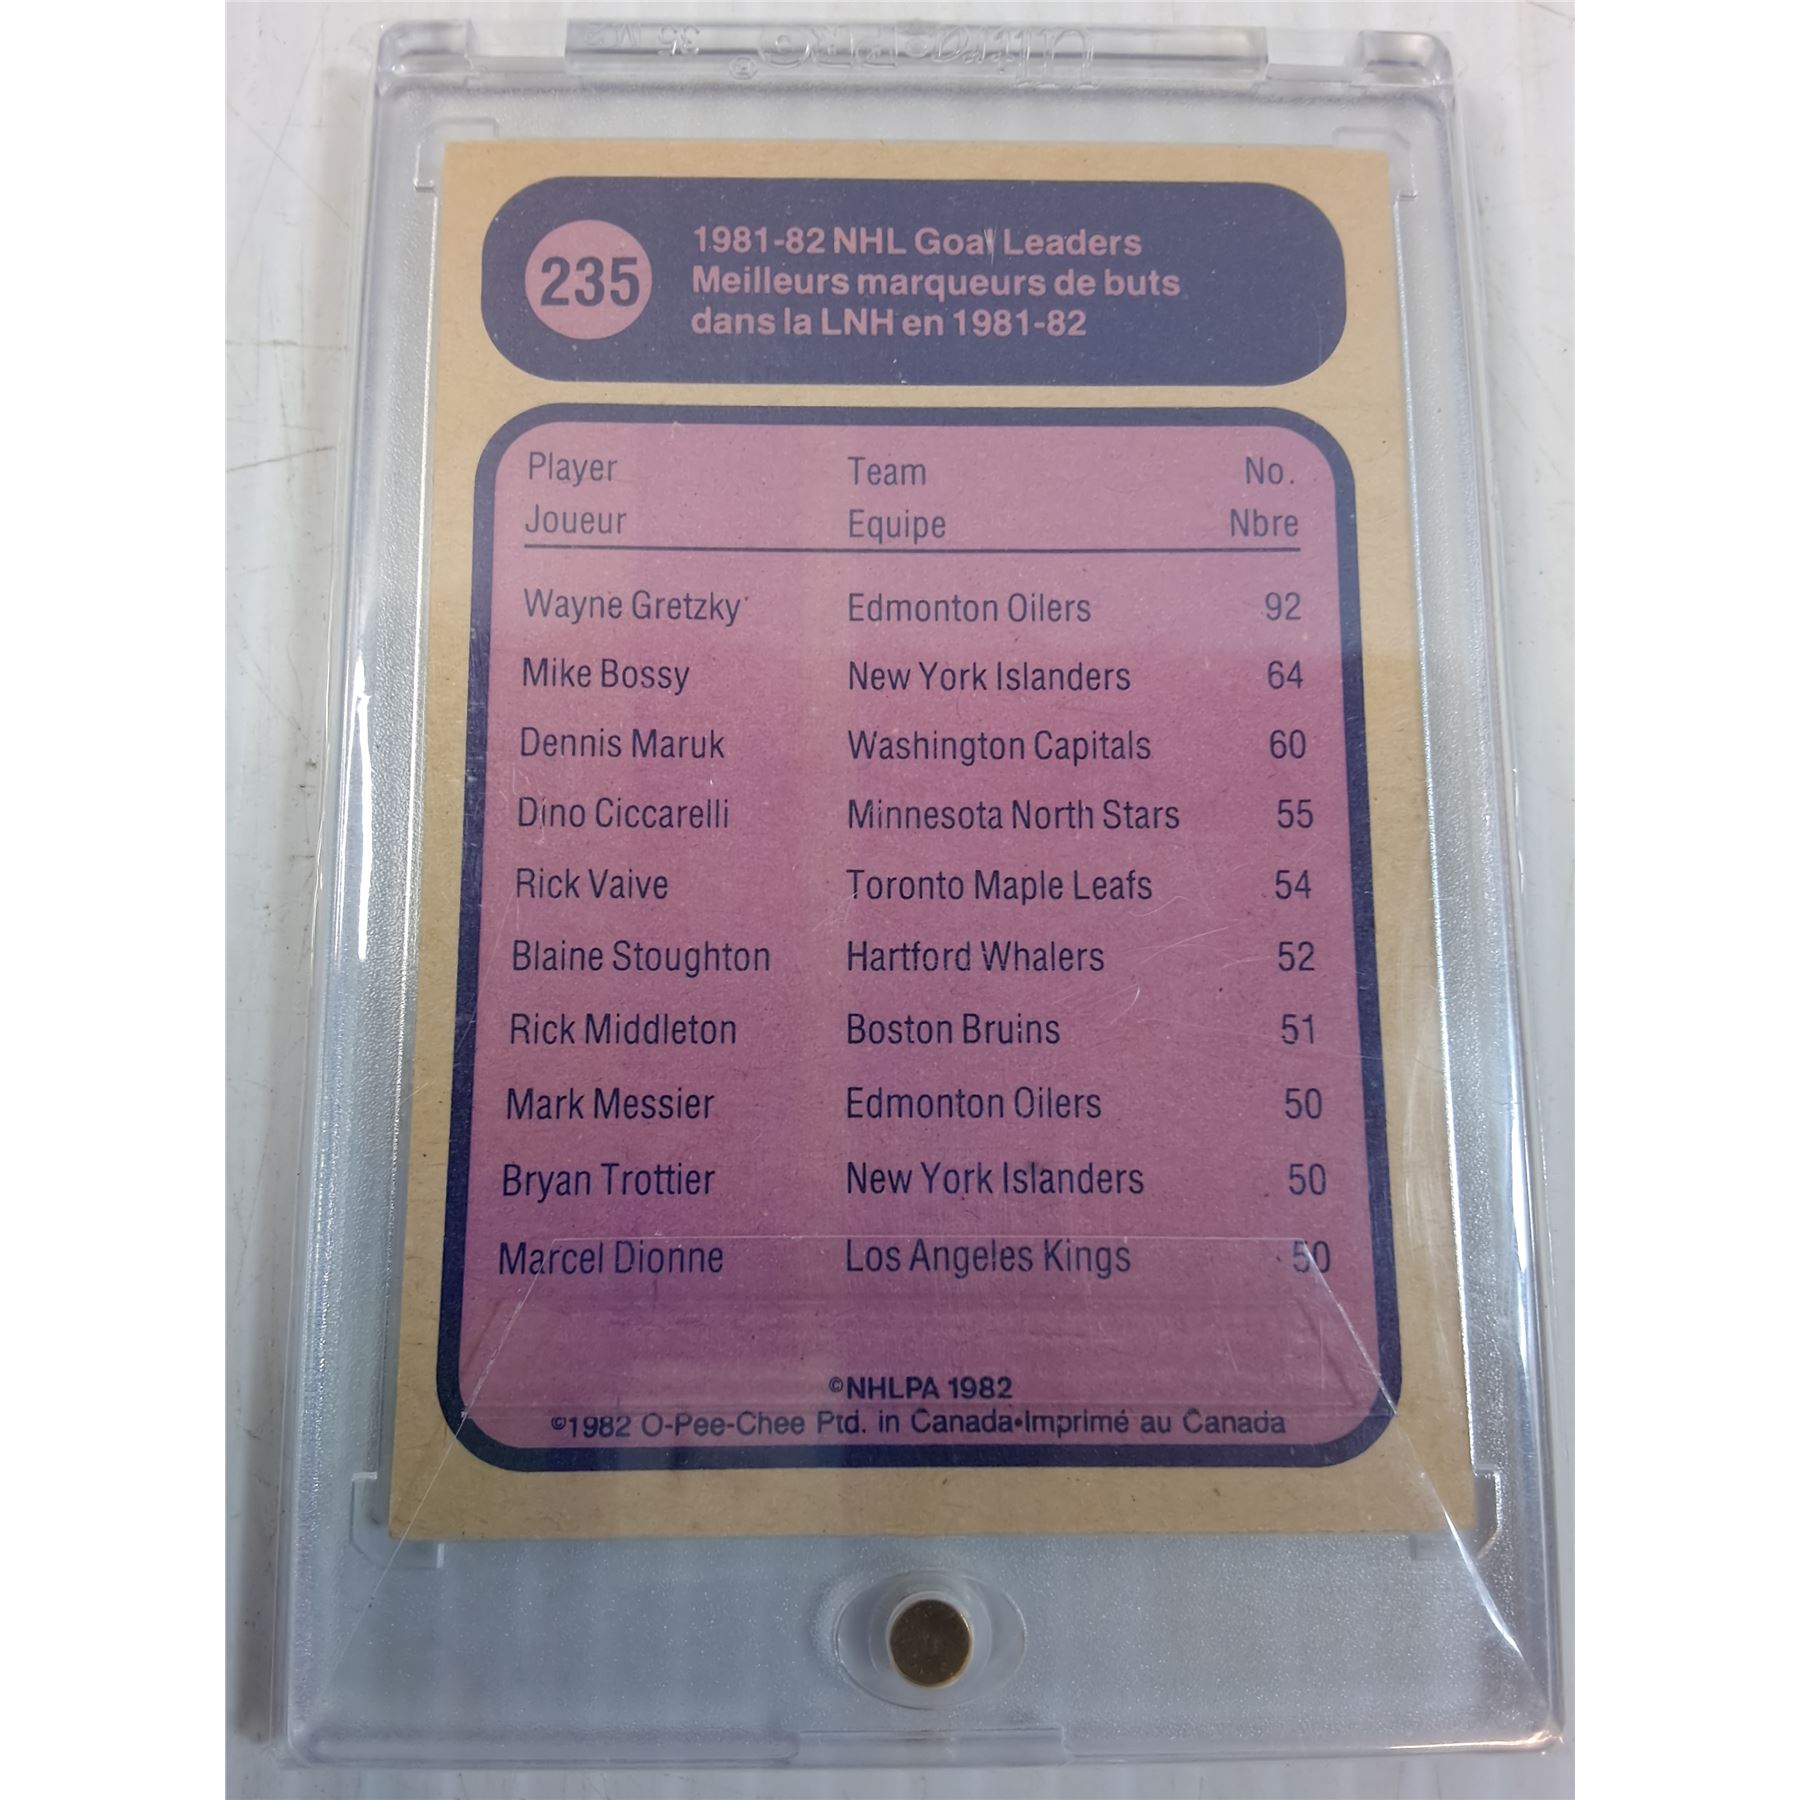 UltraPRO® 35 M2
235
1981-82 NHL Goal Leaders
Meilleurs marqueurs de buts
dans la LNH en 1981-82
Player Team No.
Joueur Equipe Nbre
Wayne Gretzky Edmonton Oilers 92
Mike Bossy New York Islanders 64
Dennis Maruk Washington Capitals 60
Dino Ciccarelli Minnesota North Stars 55
Rick Vaive Toronto Maple Leafs 54
Blaine Stoughton Hartford Whalers 52
Rick Middleton Boston Bruins 51
Mark Messier Edmonton Oilers 50
Bryan Trottier New York Islanders 50
Marcel Dionne Los Angeles Kings 50
©NHLPA 1982
©1982 O-Pee-Chee Ptd. in Canada•Imprimé au Canada